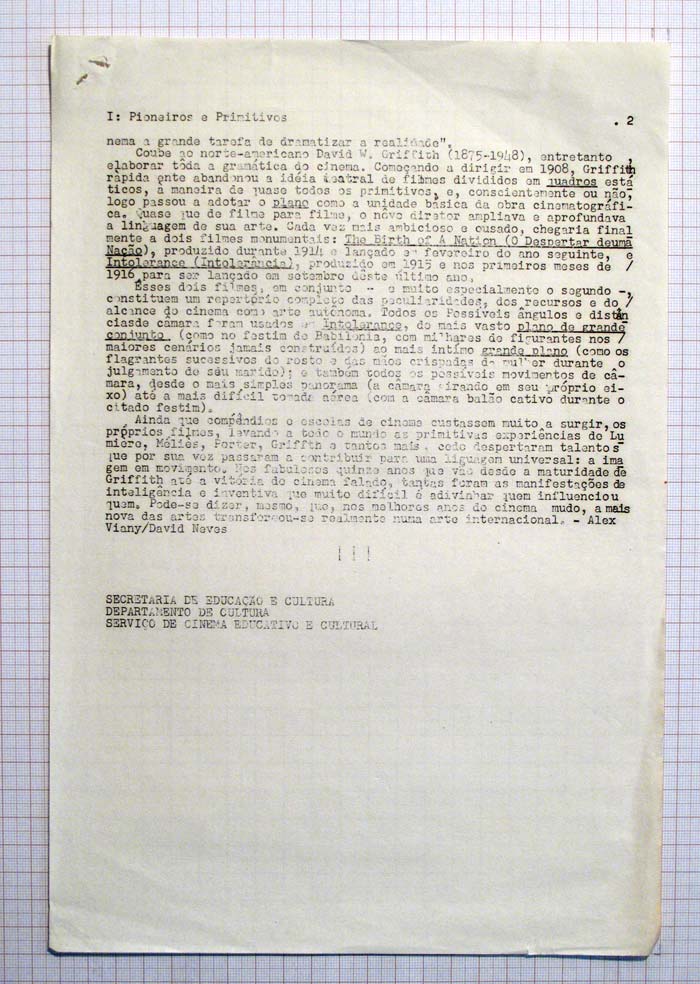 I: Pioneiros e Primitivos . 2
nema a grande tarefa de dramatizar a realidade".
Coube ao norte-americano David W. Griffith (1875-1948), entretanto ,
elaborar tôda a gramática do cinema. Começando a dirigir em 1908, Griffith
ràpida ente abandonou a idéia teatral de filmes divididos em quadros está
ticos, à maneira de quase todos os primitivos, e, conscientemente ou não,
logo passou a adotar o plano como a unidade básica da obra cinematográfi-
ca. Quase que de filme para filme, o nôvo diretor ampliava e aprofundava
a linguagem de sua arte. Cada vez mais ambicioso e ousado, chegaria final
mente a dois filmes monumentais: The Birth of A Nation (O Despertar deuma
Nação), produzido durante 1914 e lançado em fevereiro do ano seguinte, e
Intolerance (Intolerância), produzido em 1915 e nos primeiros meses de /
1916 para ser lançado em setembro dêste último ano.
Êsses dois filmes, em conjunto - e muito especialmente o segundo -,
constituem um repertório completo das peculiaridades, dos recursos e do /
alcance do cinema como arte autônoma. Todos os Possíveis ângulos e distân
ciasde câmara foram usados em Intolerance, do mais vasto plano de grande
conjunto (como no festim de Babilônia, com milhares de figurantes nos /
maiores cenários jamais construídos) ao mais íntimo grande plano (como os
flagrantes sucessivos do rosto e das mãos crispadas da mulher durante o
julgamento de seu marido); e também todos os possíveis movimentos de câ-
mara, desde o mais simples panorama (a câmara girando em seu próprio ei-
xo) até a mais difícil tomada aérea (com a câmara balão cativo durante o
citado festim).
Ainda que compêndios e escolas de cinema custassem muito a surgir, os
próprios filmes, levando a todo o mundo as primitivas experiências de Lu
miere, Méliès, Porter, Griffth e tantos mais, cedo despertaram talentos
que por sua vez passaram a contribuir para uma liguagem universal: a ima
gem em movimento. Nos fabulosos quinze anos que vão desde a maturidade de
Griffith até a vitória do cinema falado, tantas foram as manifestações de
inteligência e inventiva que muito difícil é adivinhar quem influenciou
quem. Pode-se dizer, mesmo, que, nos melhores anos do cinema mudo, a mais
nova das artes transformou-se realmente numa arte internacional. - Alex
Viany/David Neves
! ! !
SECRETARIA DE EDUCAÇÃO E CULTURA
DEPARTAMENTO DE CULTURA
SERVIÇO DE CINEMA EDUCATIVO E CULTURAL